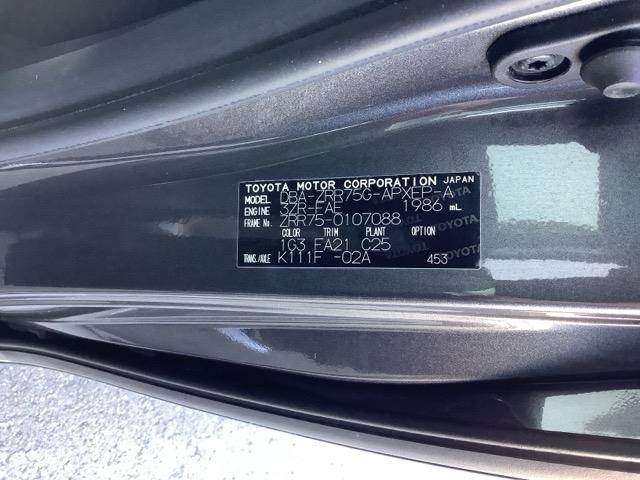 TOYOTA MOTOR CORPORATION JAPAN
MODEL DBA-ZRR75G-APXEP-A
ENGINE 3ZR-FAE 1986 mL
FRAME No. ZRR75-0107088
COLOR TRIM PLANT OPTION
1G3 FA21 C25
TRANS./AXLE K111F -02A 453